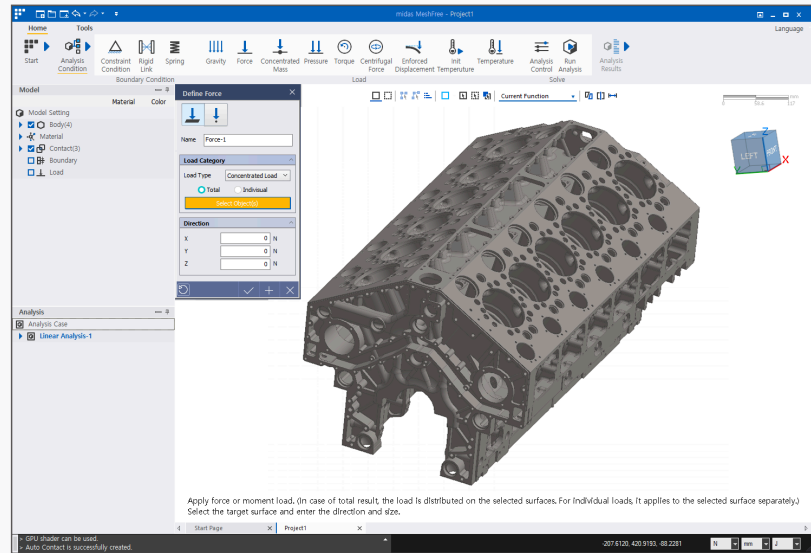 midas MeshFree - Project1
Home Tools Language
Start Analysis Condition Constraint Condition Rigid Link Spring Gravity Force Concentrated Mass Pressure Torque Centrifugal Force Enforced Displacement Init Temperuture Temperature Analysis Control Run Analysis Analysis Results
Boundary Condition Load Solve
Model
Material Color
Model Setting
Body(4)
Material
Contact(3)
Boundary
Load
Define Force
Name Force-1
Load Category
Load Type Concentrated Load
Total Indivisual
Select Object(s)
Direction
X 0 N
Y 0 N
Z 0 N
Current Function
mm
0 58.6 117
Z
LEFT
X
Analysis
Analysis Case
Linear Analysis-1
Apply force or moment load. (In case of total result, the load is distributed on the selected surfaces. For individual loads, it applies to the selected surface separately.)
Select the target surface and enter the direction and size.
Start Page Project1
> GPU shader can be used.
> Auto Contact is successfully created.
-207.6120, 420.9193, -88.2281 N mm J